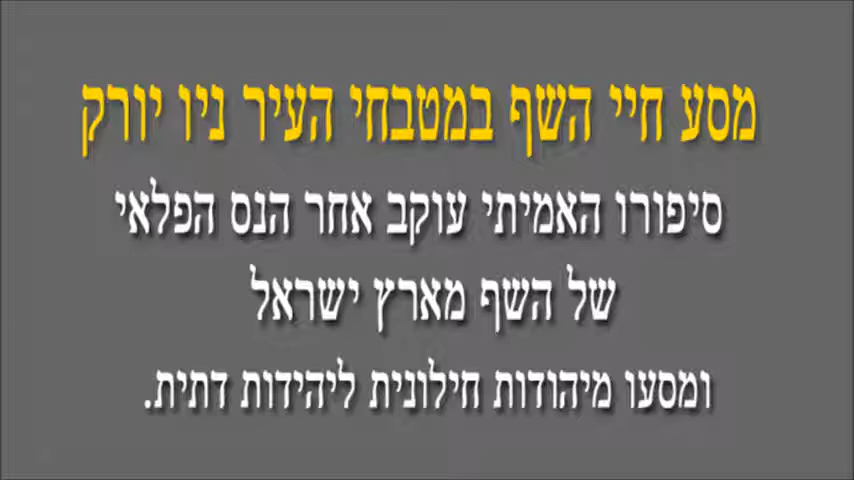 מסע חיי השף במטבחי העיר ניו יורק
סיפורו האמיתי עוקב אחר הנס הפלאי
של השף מארץ ישראל
ומסעו מיהודות חילונית ליהידות דתית.